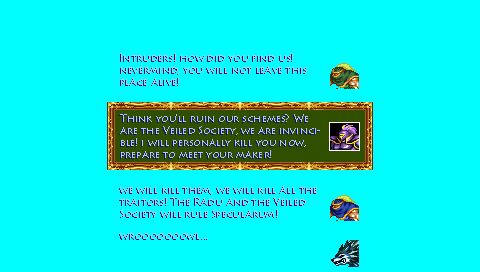 Intruders! How did you find us!
nevermind, you will not leave this
place alive!
Think you'll ruin our schemes? We
are the Veiled Society, we are invinci-
ble! I will personally kill you now,
prepare to meet your maker!
We will kill them, we will kill all the
traitors! The Radu and the Veiled
Society will rule Specularum!
wroooooowl...